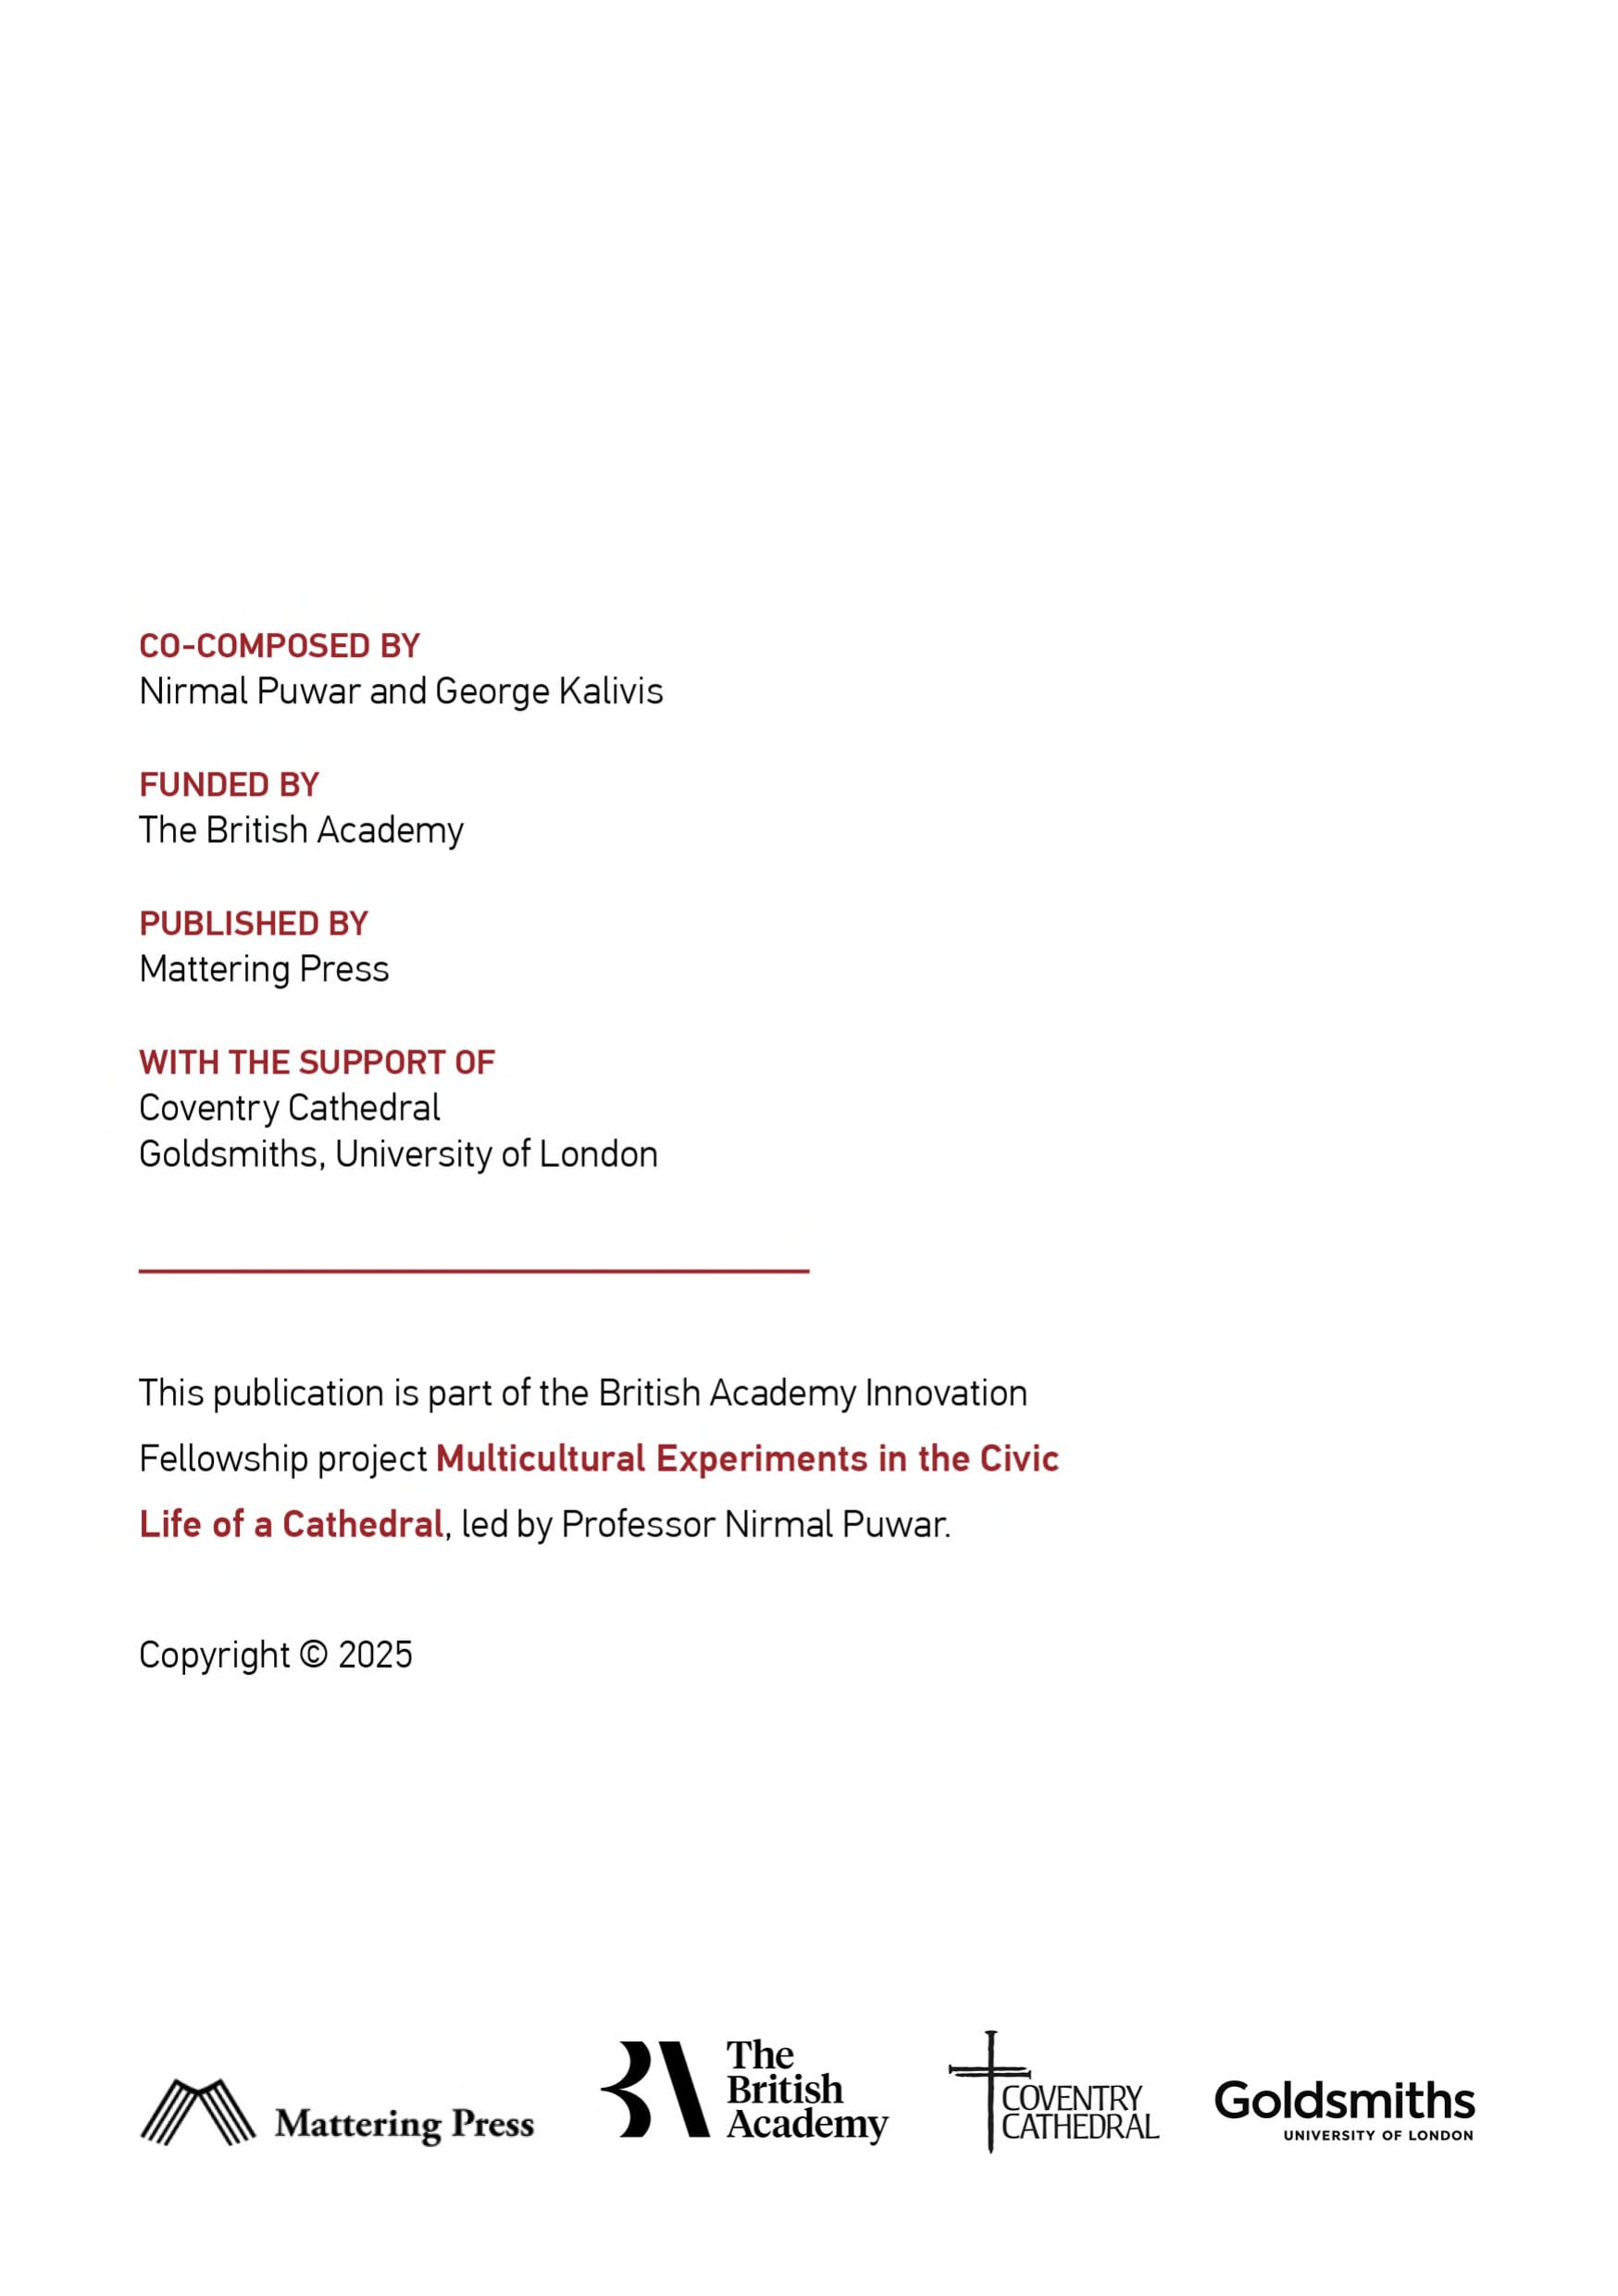 CO-COMPOSED BY
Nirmal Puwar and George Kalivis
FUNDED BY
The British Academy
PUBLISHED BY
Mattering Press
WITH THE SUPPORT OF
Coventry Cathedral
Goldsmiths, University of London
This publication is part of the British Academy Innovation
Fellowship project Multicultural Experiments in the Civic
Life of a Cathedral, led by Professor Nirmal Puwar.
Copyright © 2025
Mattering Press
BA
The
British
Academy
COVENTRY
CATHEDRAL
Goldsmiths
UNIVERSITY OF LONDON